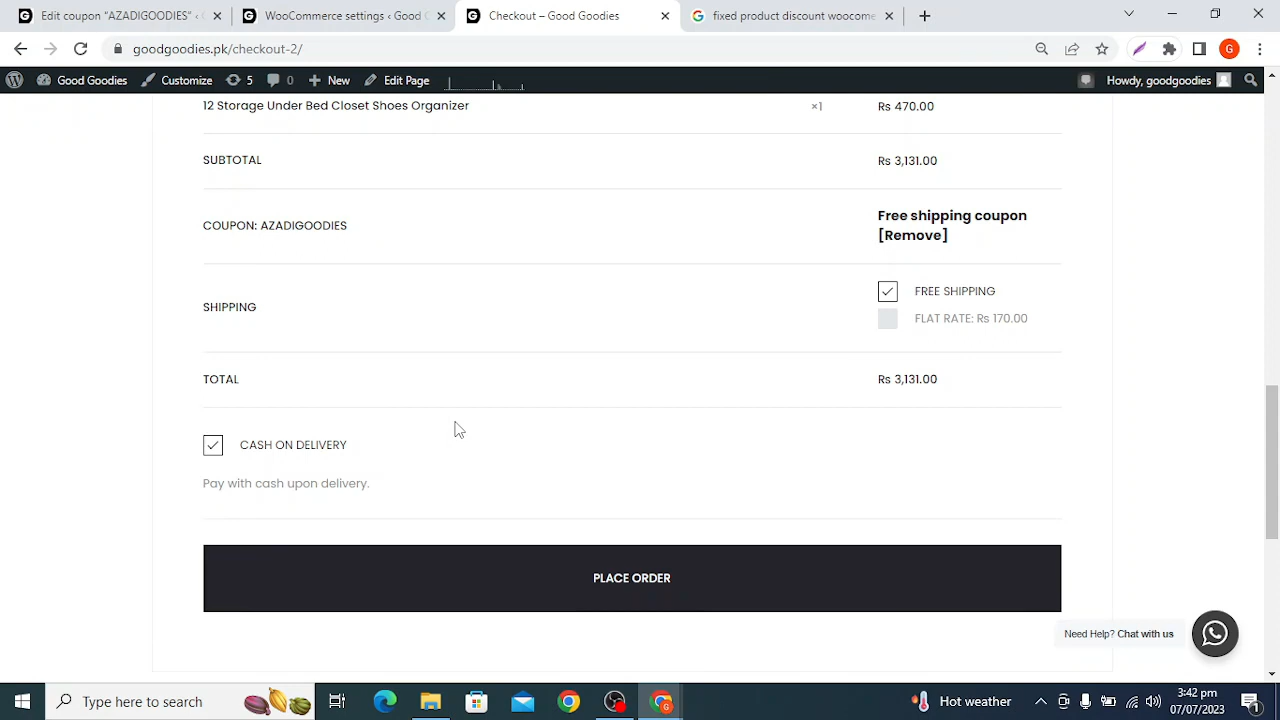 Edit coupon “AZADIGOODIES” ‹ G
WooCommerce settings ‹ Good G
Checkout – Good Goodies
fixed product discount woocome
goodgoodies.pk/checkout-2/
G
Good Goodies
Customize
5
0
New
Edit Page
Howdy, goodgoodies
12 Storage Under Bed Closet Shoes Organizer
×1
Rs 470.00
SUBTOTAL
Rs 3,131.00
COUPON: AZADIGOODIES
Free shipping coupon
[Remove]
SHIPPING
FREE SHIPPING
FLAT RATE: Rs 170.00
TOTAL
Rs 3,131.00
CASH ON DELIVERY
Pay with cash upon delivery.
PLACE ORDER
Need Help? Chat with us
Type here to search
Hot weather
3:42 pm
07/07/2023
1